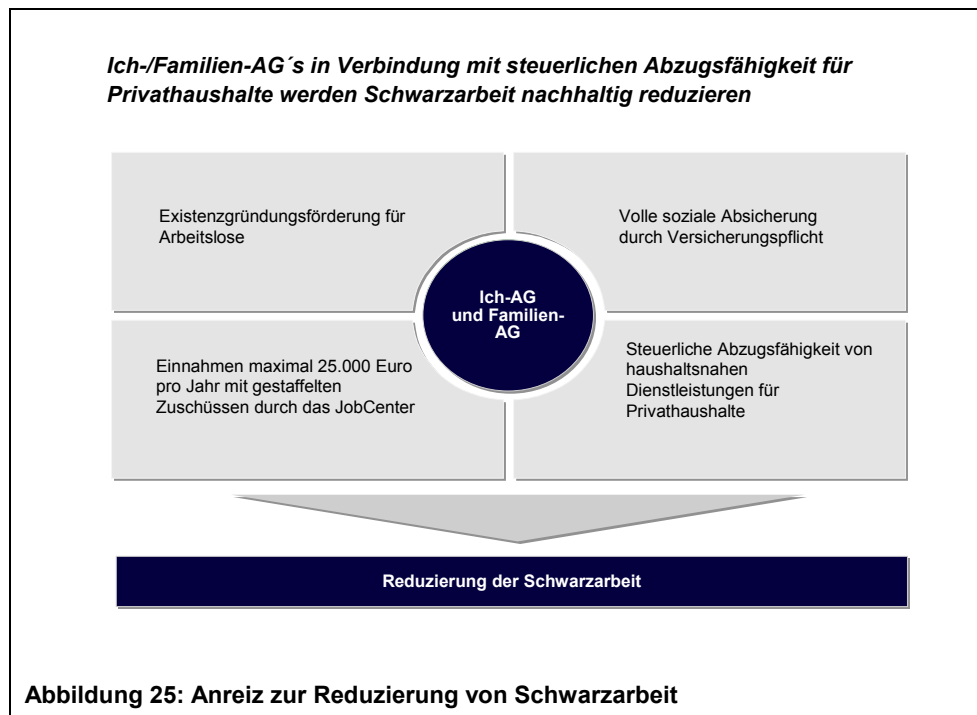 Ich-/Familien-AG´s in Verbindung mit steuerlichen Abzugsfähigkeit für
Privathaushalte werden Schwarzarbeit nachhaltig reduzieren
Existenzgründungsförderung für
Arbeitslose
Volle soziale Absicherung
durch Versicherungspflicht
Ich-AG
und Familien-
AG
Einnahmen maximal 25.000 Euro
pro Jahr mit gestaffelten
Zuschüssen durch das JobCenter
Steuerliche Abzugsfähigkeit von
haushaltsnahen
Dienstleistungen für
Privathaushalte
Reduzierung der Schwarzarbeit
Abbildung 25: Anreiz zur Reduzierung von Schwarzarbeit